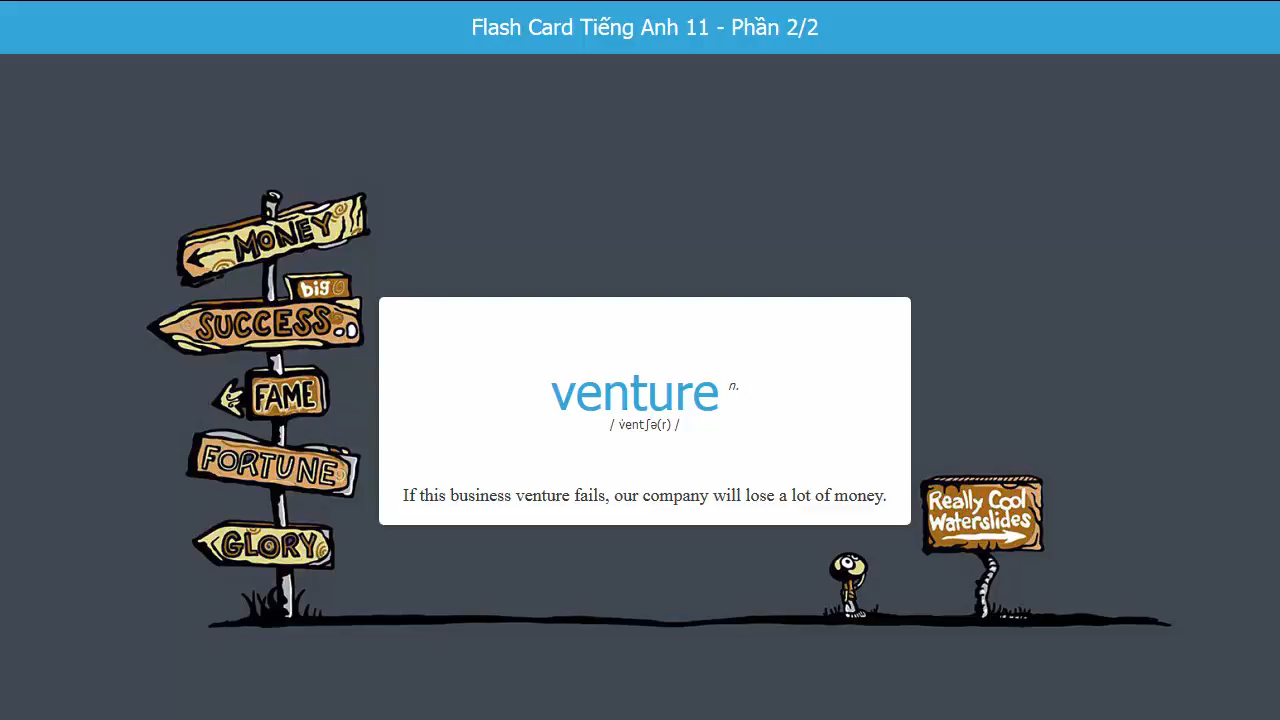 Flash Card Tiếng Anh 11 - Phần 2/2
MONEY
big
SUCCESS
FAME
FORTUNE
GLORY
venture n.
/ ˈventʃə(r) /
If this business venture fails, our company will lose a lot of money.
Really Cool
Waterslides